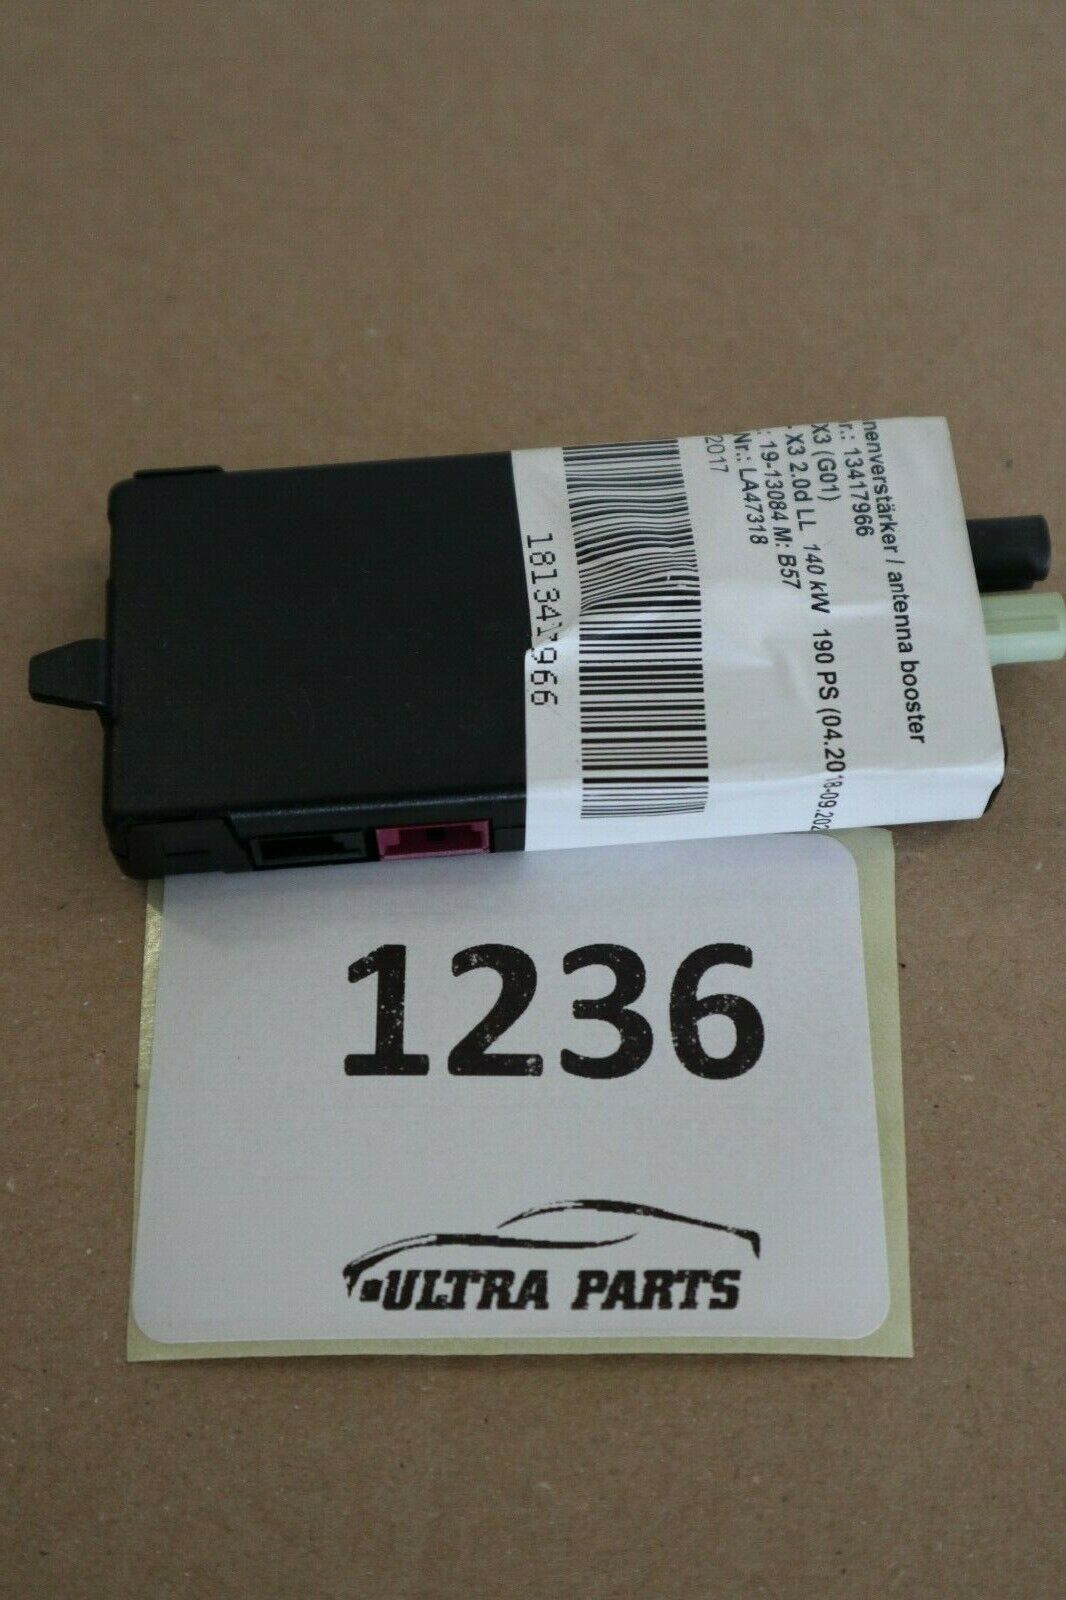 nenverstärker / antenna booster
r.: 13417966
X3 (G01)
X3 2.0d LL 140 kW 190 PS (04.2018-09.202
.: 19-13084 M: B57
Nr.: LA47318
2017
1813417966
1236
ULTRA PARTS